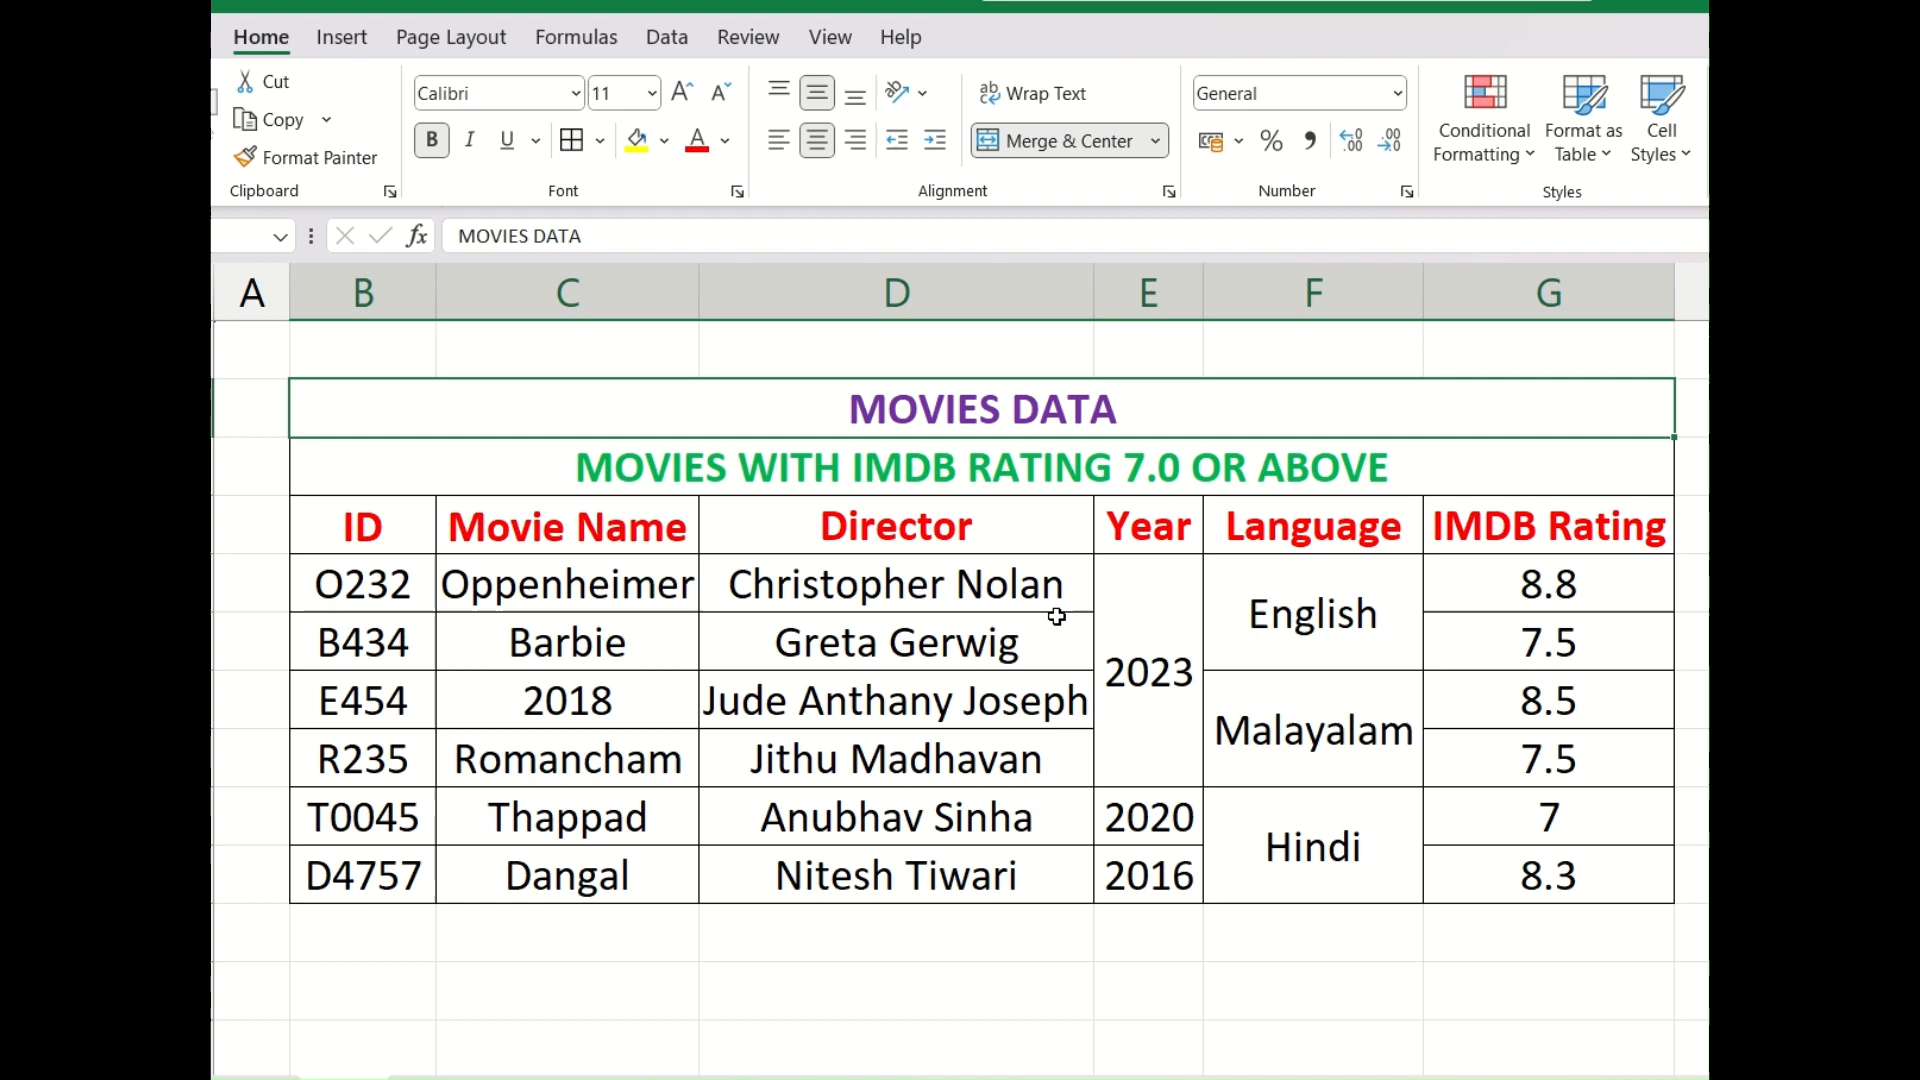 Home Insert Page Layout Formulas Data Review View Help
Cut
Copy
Format Painter
Clipboard
Calibri 11
B I U
Font
Wrap Text
Merge & Center
Alignment
General
Number
Conditional Formatting
Format as Table
Cell Styles
Styles
fx MOVIES DATA
A B C D E F G
MOVIES DATA
MOVIES WITH IMDB RATING 7.0 OR ABOVE
ID Movie Name Director Year Language IMDB Rating
O232 Oppenheimer Christopher Nolan 2023 English 8.8
B434 Barbie Greta Gerwig 7.5
E454 2018 Jude Anthany Joseph Malayalam 8.5
R235 Romancham Jithu Madhavan 7.5
T0045 Thappad Anubhav Sinha 2020 Hindi 7
D4757 Dangal Nitesh Tiwari 2016 8.3